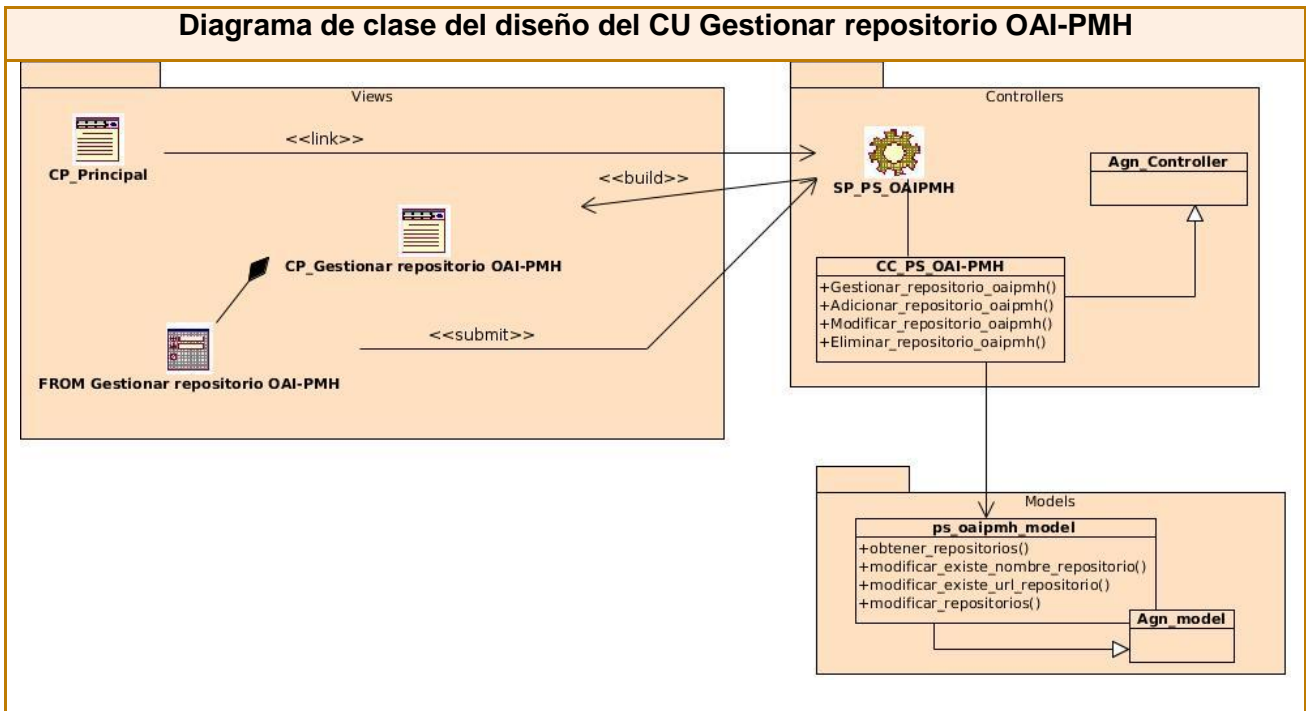 Diagrama de clase del diseño del CU Gestionar repositorio OAI-PMH
Views
CP_Principal
<<link>>
<<build>>
CP_Gestionar repositorio OAI-PMH
<<submit>>
FROM Gestionar repositorio OAI-PMH
Controllers
SP_PS_OAIPMH
Agn_Controller
CC_PS_OAI-PMH
+Gestionar_repositorio_oaipmh()
+Adicionar_repositorio_oaipmh()
+Modificar_repositorio_oaipmh()
+Eliminar_repositorio_oaipmh()
Models
ps_oaipmh_model
+obtener_repositorios()
+modificar_existe_nombre_repositorio()
+modificar_existe_url_repositorio()
+modificar_repositorios()
Agn_model